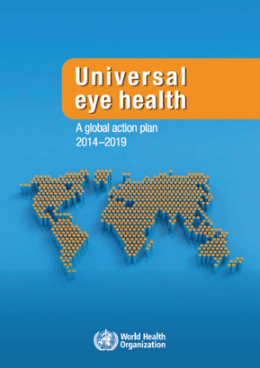 Universal
eye health
A global action plan
2014–2019
World Health
Organization